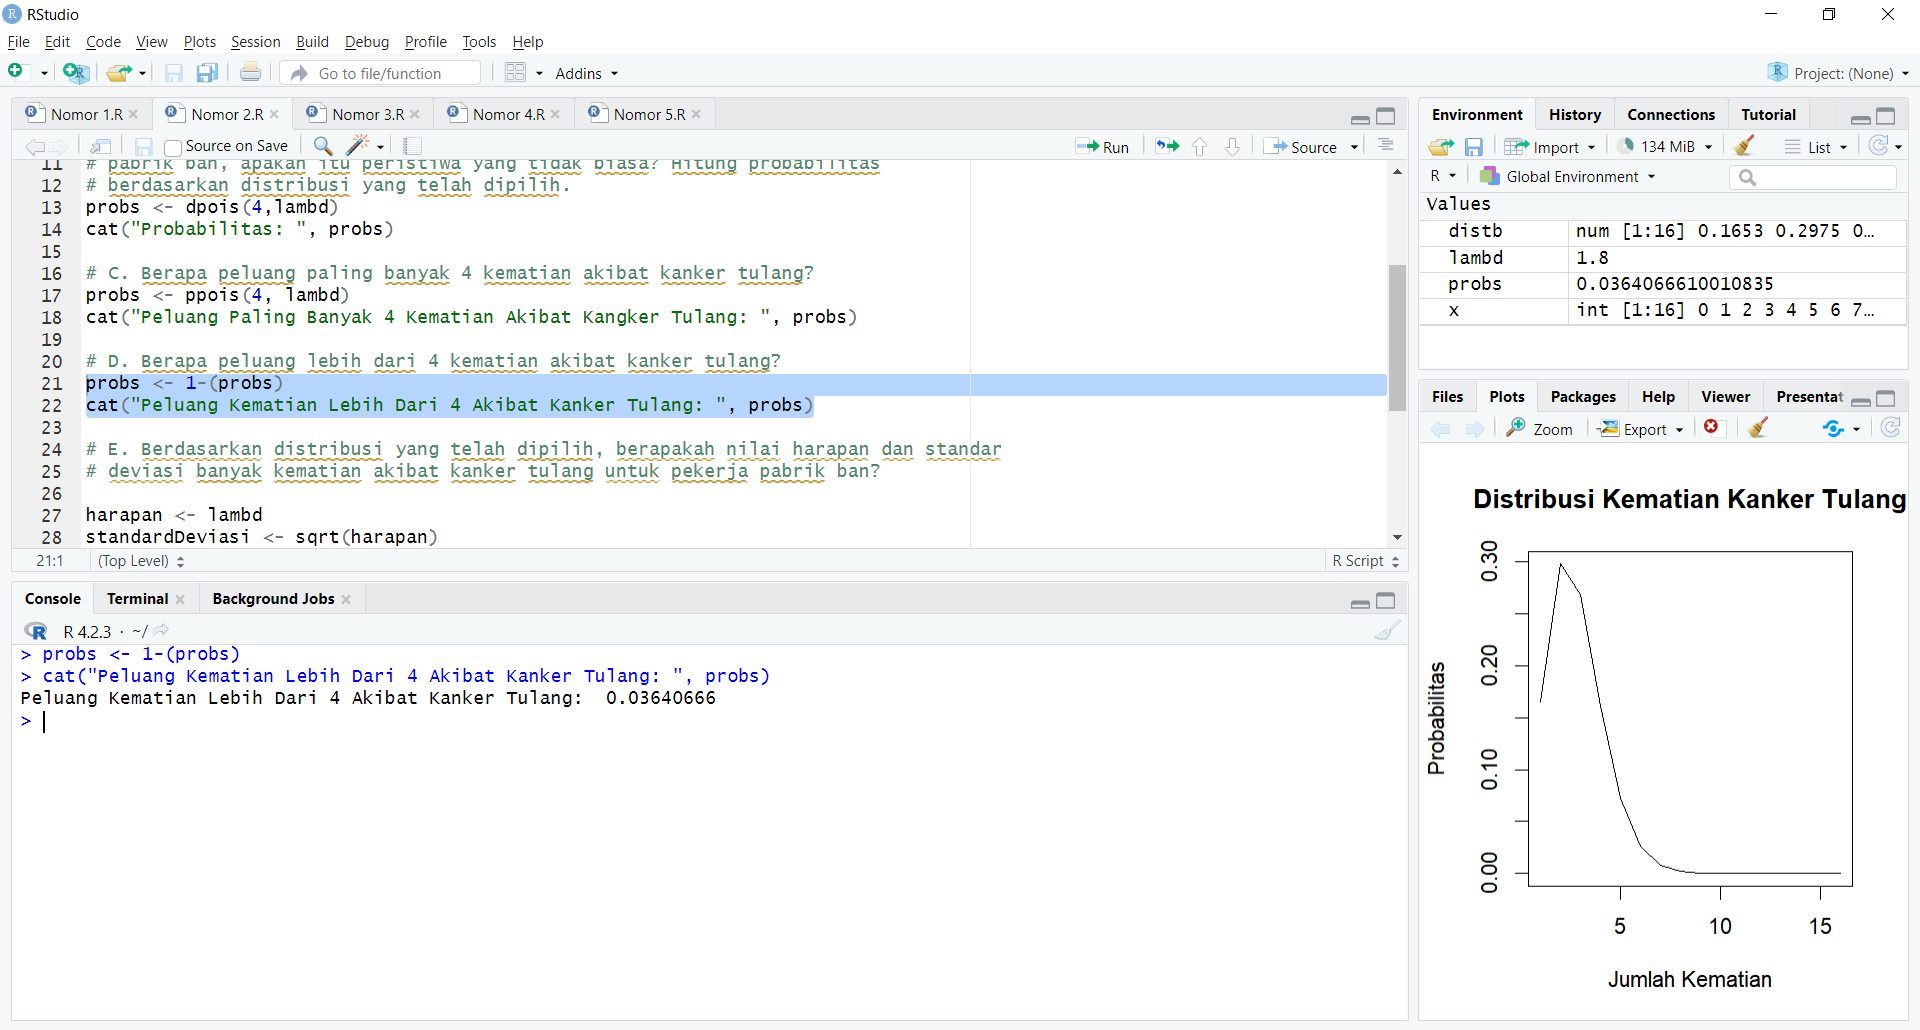 RStudio
File Edit Code View Plots Session Build Debug Profile Tools Help
Go to file/function Addins Project: (None)
Nomor 1.R Nomor 2.R Nomor 3.R Nomor 4.R Nomor 5.R
Source on Save Run Source
11 # pabrik ban, apakah itu peristiwa yang tidak biasa? Hitung probabilitas
12 # berdasarkan distribusi yang telah dipilih.
13 probs <- dpois(4,lambd)
14 cat("Probabilitas: ", probs)
15
16 # C. Berapa peluang paling banyak 4 kematian akibat kanker tulang?
17 probs <- ppois(4, lambd)
18 cat("Peluang Paling Banyak 4 Kematian Akibat Kangker Tulang: ", probs)
19
20 # D. Berapa peluang lebih dari 4 kematian akibat kanker tulang?
21 probs <- 1-(probs)
22 cat("Peluang Kematian Lebih Dari 4 Akibat Kanker Tulang: ", probs)
23
24 # E. Berdasarkan distribusi yang telah dipilih, berapakah nilai harapan dan standar
25 # deviasi banyak kematian akibat kanker tulang untuk pekerja pabrik ban?
26
27 harapan <- lambd
28 standardDeviasi <- sqrt(harapan)
21:1 (Top Level) R Script
Console Terminal Background Jobs
R 4.2.3 · ~/
> probs <- 1-(probs)
> cat("Peluang Kematian Lebih Dari 4 Akibat Kanker Tulang: ", probs)
Peluang Kematian Lebih Dari 4 Akibat Kanker Tulang:  0.03640666
>
Environment History Connections Tutorial
Import 134 MiB List
R Global Environment
Values
distb num [1:16] 0.1653 0.2975 0…
lambd 1.8
probs 0.0364066610010835
x int [1:16] 0 1 2 3 4 5 6 7…
Files Plots Packages Help Viewer Presentat
Zoom Export
Distribusi Kematian Kanker Tulang
Probabilitas
0.30
0.20
0.10
0.00
5 10 15
Jumlah Kematian